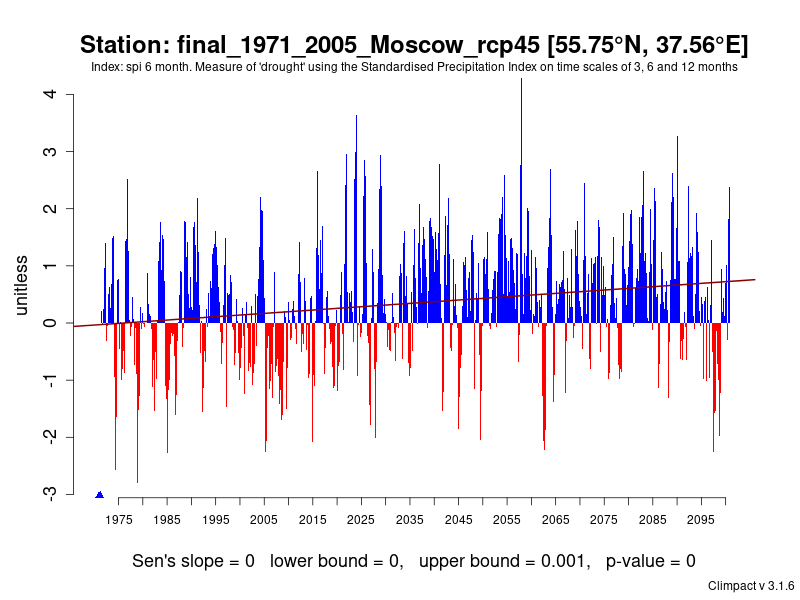 Station: final_1971_2005_Moscow_rcp45 [55.75°N, 37.56°E]
Index: spi 6 month. Measure of 'drought' using the Standardised Precipitation Index on time scales of 3, 6 and 12 months
unitless
4
3
2
1
0
-1
-2
-3
1975 1985 1995 2005 2015 2025 2035 2045 2055 2065 2075 2085 2095
Sen's slope = 0 lower bound = 0, upper bound = 0.001, p-value = 0
Climpact v 3.1.6